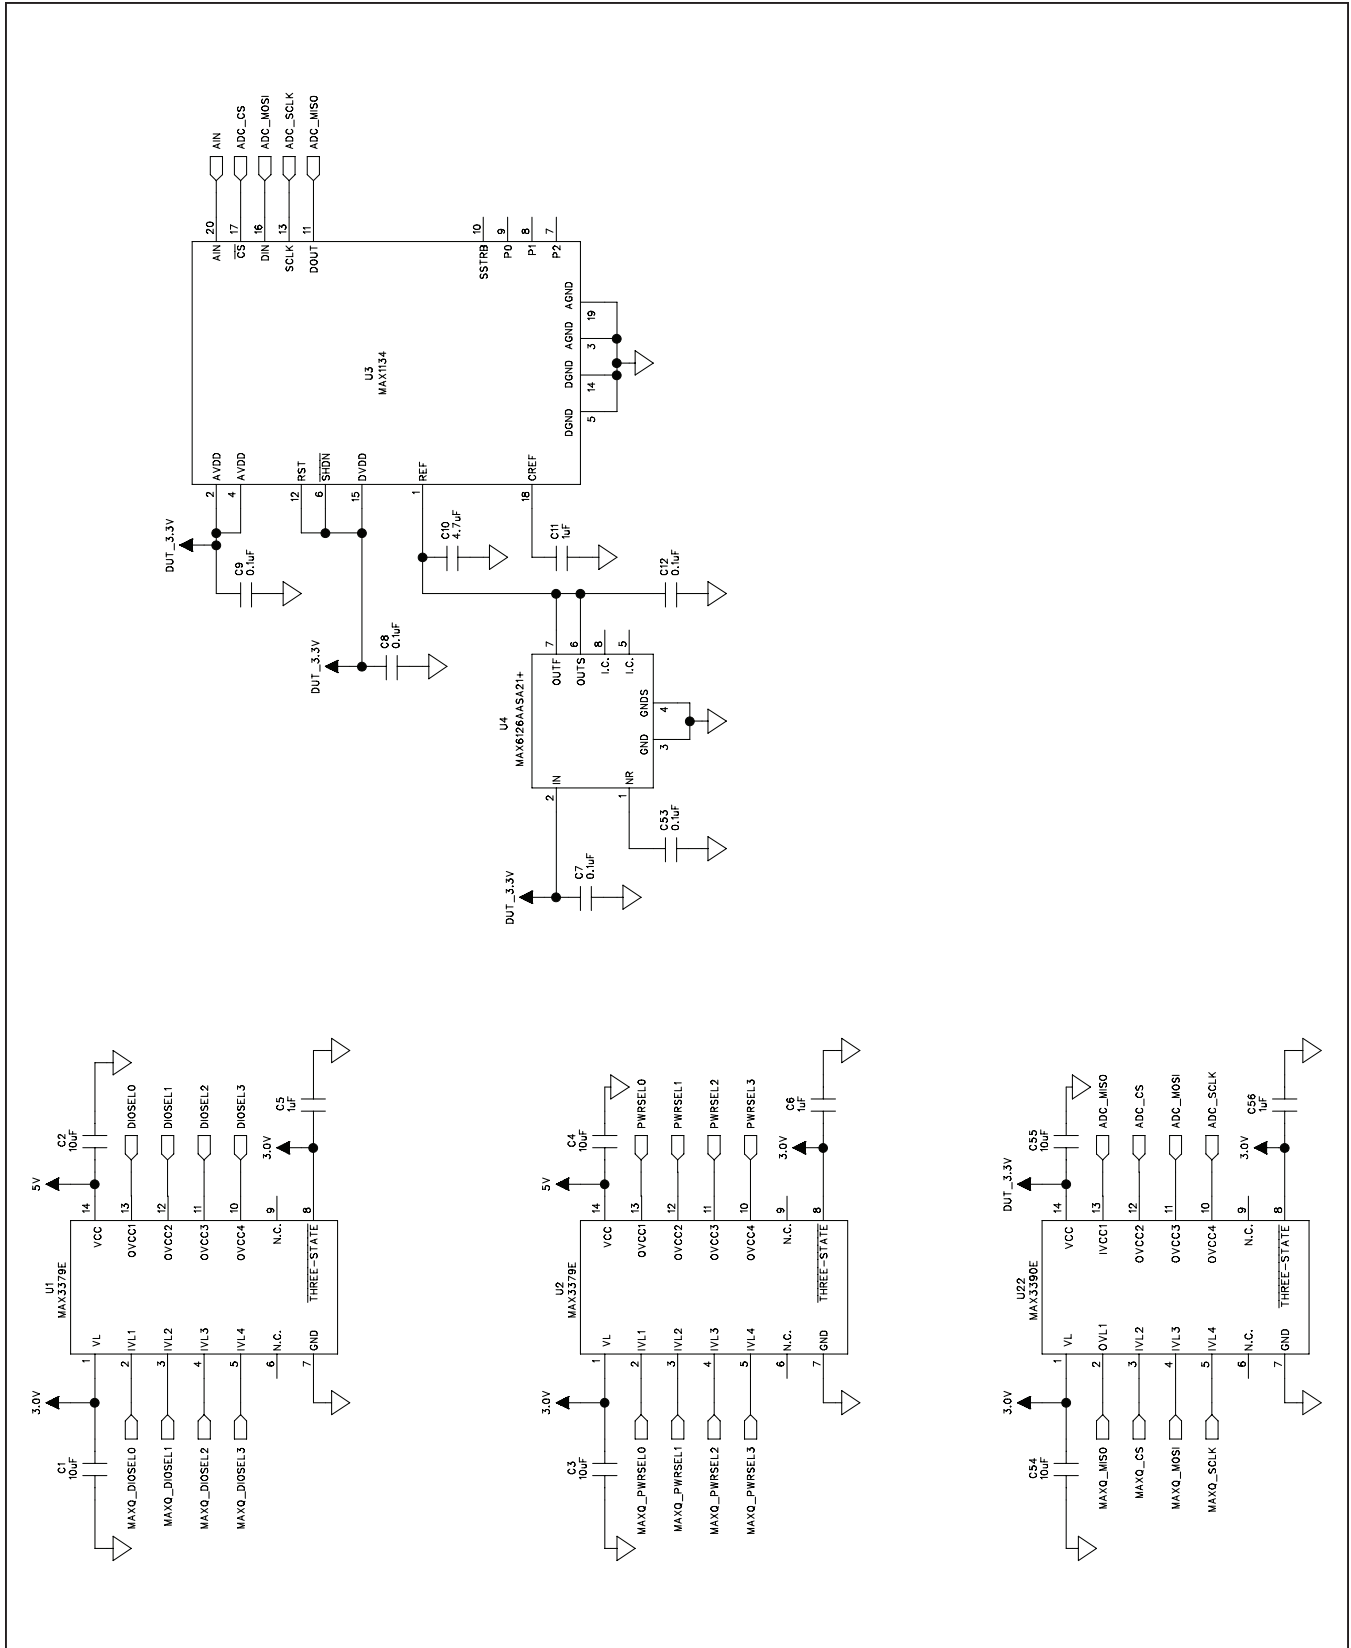 U1
MAX3379E
3.0V
C1
10uF
1
VL
MAXQ_DIOSEL0
2
IVL1
MAXQ_DIOSEL1
3
IVL2
MAXQ_DIOSEL2
4
IVL3
MAXQ_DIOSEL3
5
IVL4
6
N.C.
7
GND
5V
C2
10uF
VCC
14
OVCC1
13
DIOSEL0
OVCC2
12
DIOSEL1
OVCC3
11
DIOSEL2
OVCC4
10
DIOSEL3
N.C.
9
THREE-STATE
8
3.0V
C5
1uF
U2
MAX3379E
3.0V
C3
10uF
1
VL
MAXQ_PWRSEL0
2
IVL1
MAXQ_PWRSEL1
3
IVL2
MAXQ_PWRSEL2
4
IVL3
MAXQ_PWRSEL3
5
IVL4
6
N.C.
7
GND
5V
C4
10uF
VCC
14
OVCC1
13
PWRSEL0
OVCC2
12
PWRSEL1
OVCC3
11
PWRSEL2
OVCC4
10
PWRSEL3
N.C.
9
THREE-STATE
8
3.0V
C6
1uF
U22
MAX3390E
3.0V
C54
10uF
1
VL
MAXQ_MISO
2
OVL1
MAXQ_CS
3
IVL2
MAXQ_MOSI
4
IVL3
MAXQ_SCLK
5
IVL4
6
N.C.
7
GND
DUT_3.3V
C55
10uF
VCC
14
IVCC1
13
ADC_MISO
OVCC2
12
ADC_CS
OVCC3
11
ADC_MOSI
OVCC4
10
ADC_SCLK
N.C.
9
THREE-STATE
8
3.0V
C56
1uF
U4
MAX6126AASA21+
DUT_3.3V
C7
0.1uF
2
IN
C53
0.1uF
1
NR
OUTF
7
OUTS
6
I.C.
8
I.C.
5
GND
3
GNDS
4
C12
0.1uF
U3
MAX1134
DUT_3.3V
C9
0.1uF
2
AVDD
4
AVDD
DUT_3.3V
C8
0.1uF
12
RST
6
SHDN
15
DVDD
C10
4.7uF
1
REF
C11
1uF
18
CREF
AIN
20
AIN
CS
17
ADC_CS
DIN
16
ADC_MOSI
SCLK
13
ADC_SCLK
DOUT
11
ADC_MISO
SSTRB
10
P0
9
P1
8
P2
7
DGND
5
DGND
14
AGND
3
AGND
19